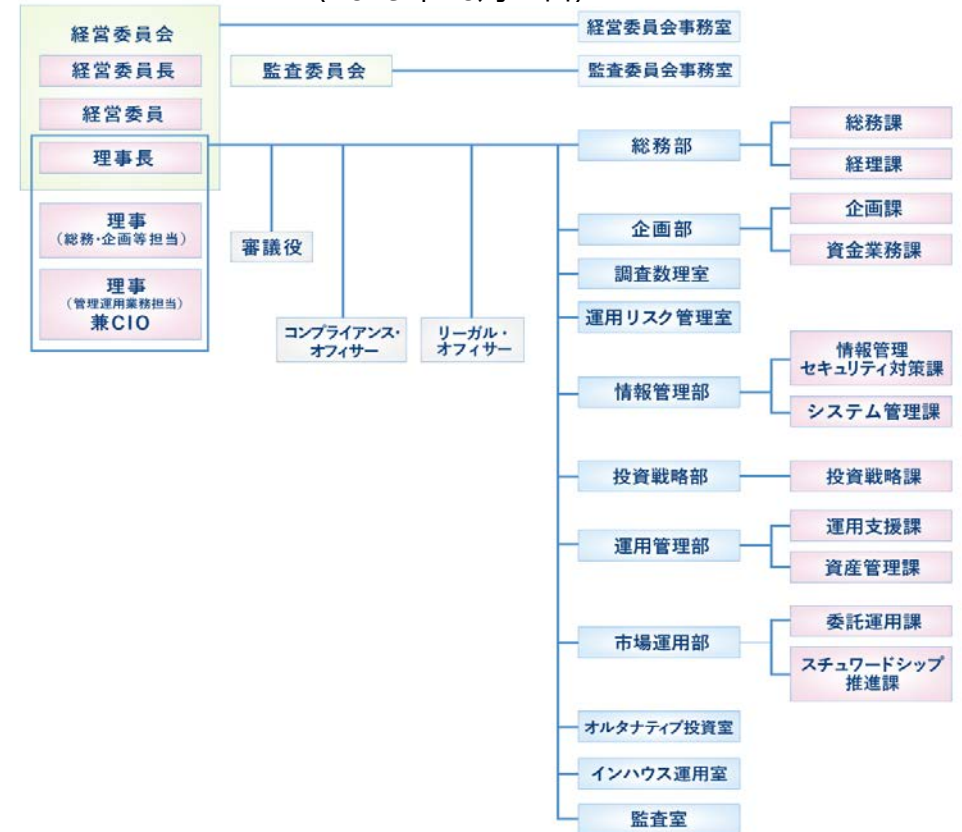 経営委員会
経営委員長
経営委員
理事長
理事
(総務・企画等担当)
理事
(管理運用業務担当)
兼CIO
監査委員会
経営委員会事務室
監査委員会事務室
審議役
コンプライアンス・
オフィサー
リーガル・
オフィサー
総務部
総務課
経理課
企画部
企画課
資金業務課
調査数理室
運用リスク管理室
情報管理部
情報管理
セキュリティ対策課
システム管理課
投資戦略部
投資戦略課
運用管理部
運用支援課
資産管理課
市場運用部
委託運用課
スチュワードシップ
推進課
オルタナティブ投資室
インハウス運用室
監査室